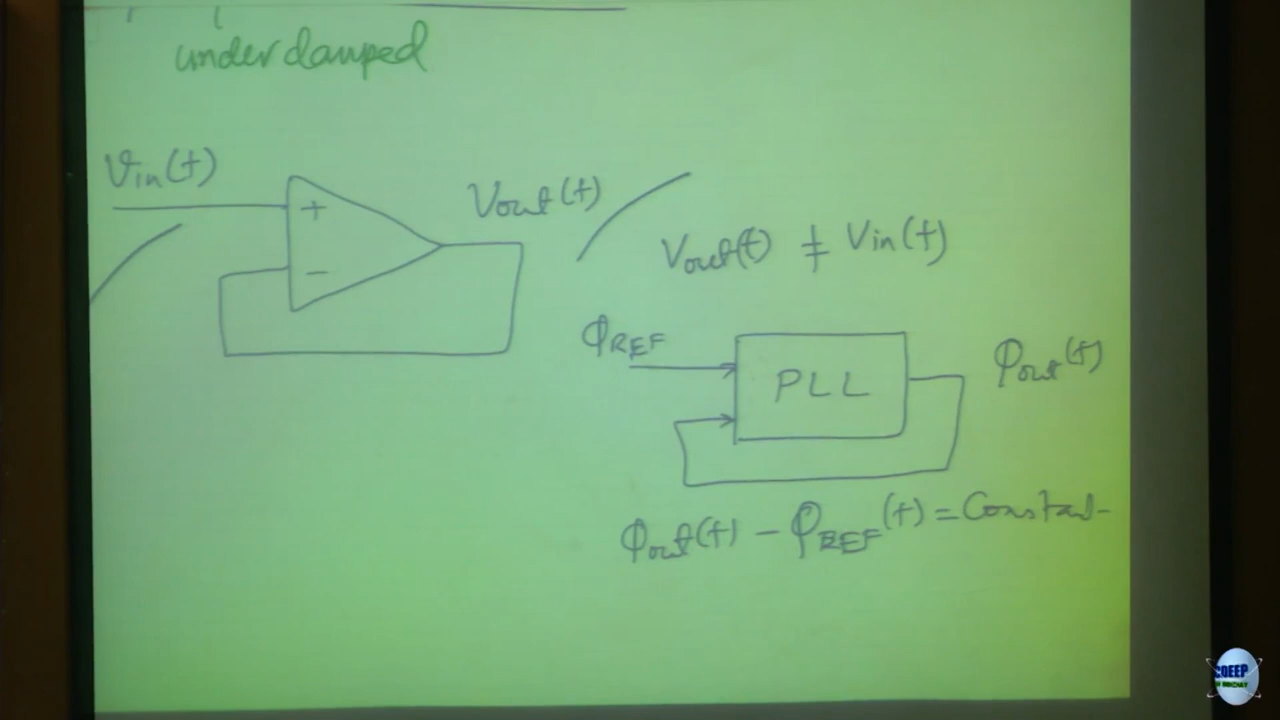 underdamped
Vin(t)
+
−
Vout(t)
Vout(t) ≠ Vin(t)
ΦREF
PLL
Φout(t)
Φout(t) − ΦREF(t) = Constant